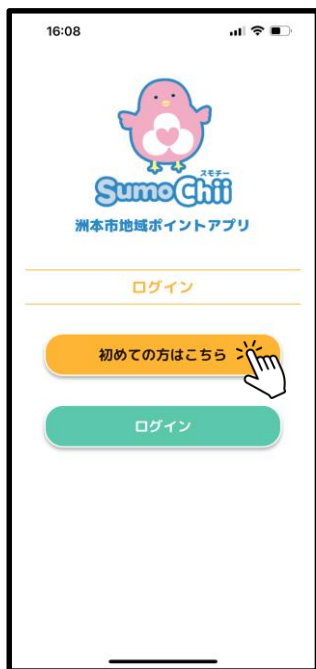 16:08
スモチー
SumoChii
洲本市地域ポイントアプリ
ログイン
初めての方はこちら
ログイン